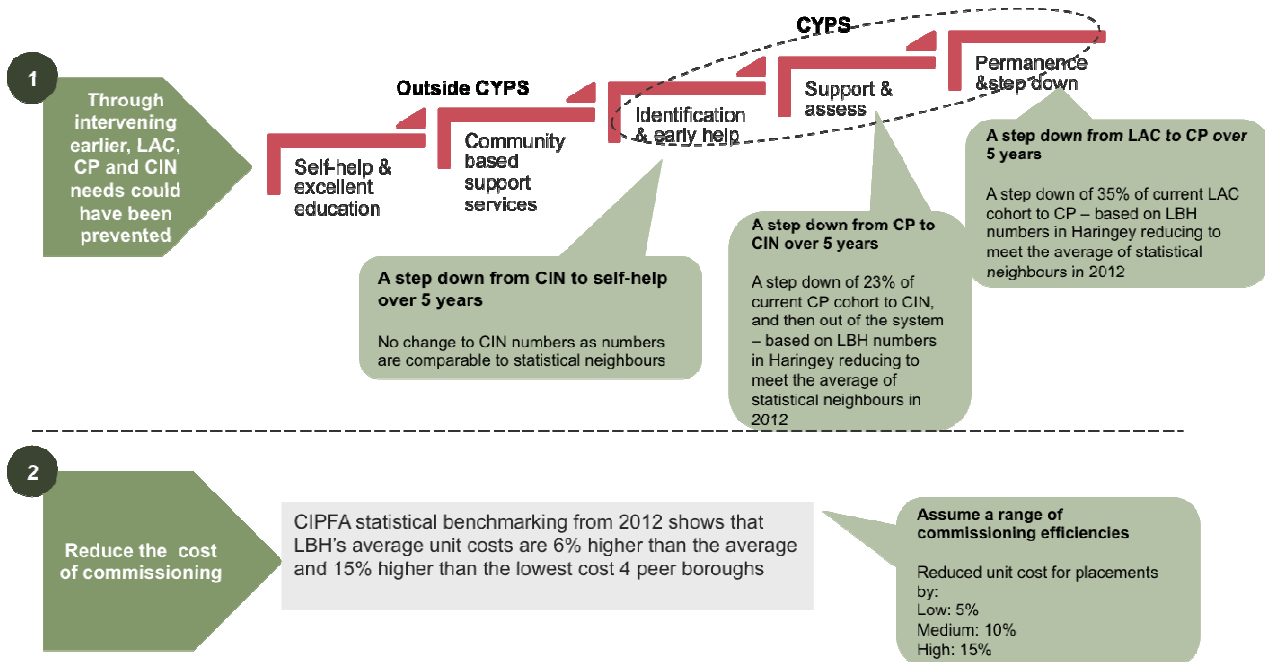 1
Through
intervening
earlier, LAC,
CP and CIN
needs could
have been
prevented
Outside CYPS
CYPS
Self-help &
excellent
education
Community
based
support
services
Identification
& early help
Support &
assess
Permanence
&step down
A step down from CIN to self-help
over 5 years
No change to CIN numbers as numbers
are comparable to statistical neighbours
A step down from CP to
CIN over 5 years
A step down of 23% of
current CP cohort to CIN,
and then out of the system
– based on LBH numbers
in Haringey reducing to
meet the average of
statistical neighbours in
2012
A step down from LAC to CP over
5 years
A step down of 35% of current LAC
cohort to CP – based on LBH
numbers in Haringey reducing to
meet the average of statistical
neighbours in 2012
2
Reduce the cost
of commissioning
CIPFA statistical benchmarking from 2012 shows that
LBH's average unit costs are 6% higher than the average
and 15% higher than the lowest cost 4 peer boroughs
Assume a range of
commissioning efficiencies
Reduced unit cost for placements
by:
Low: 5%
Medium: 10%
High: 15%